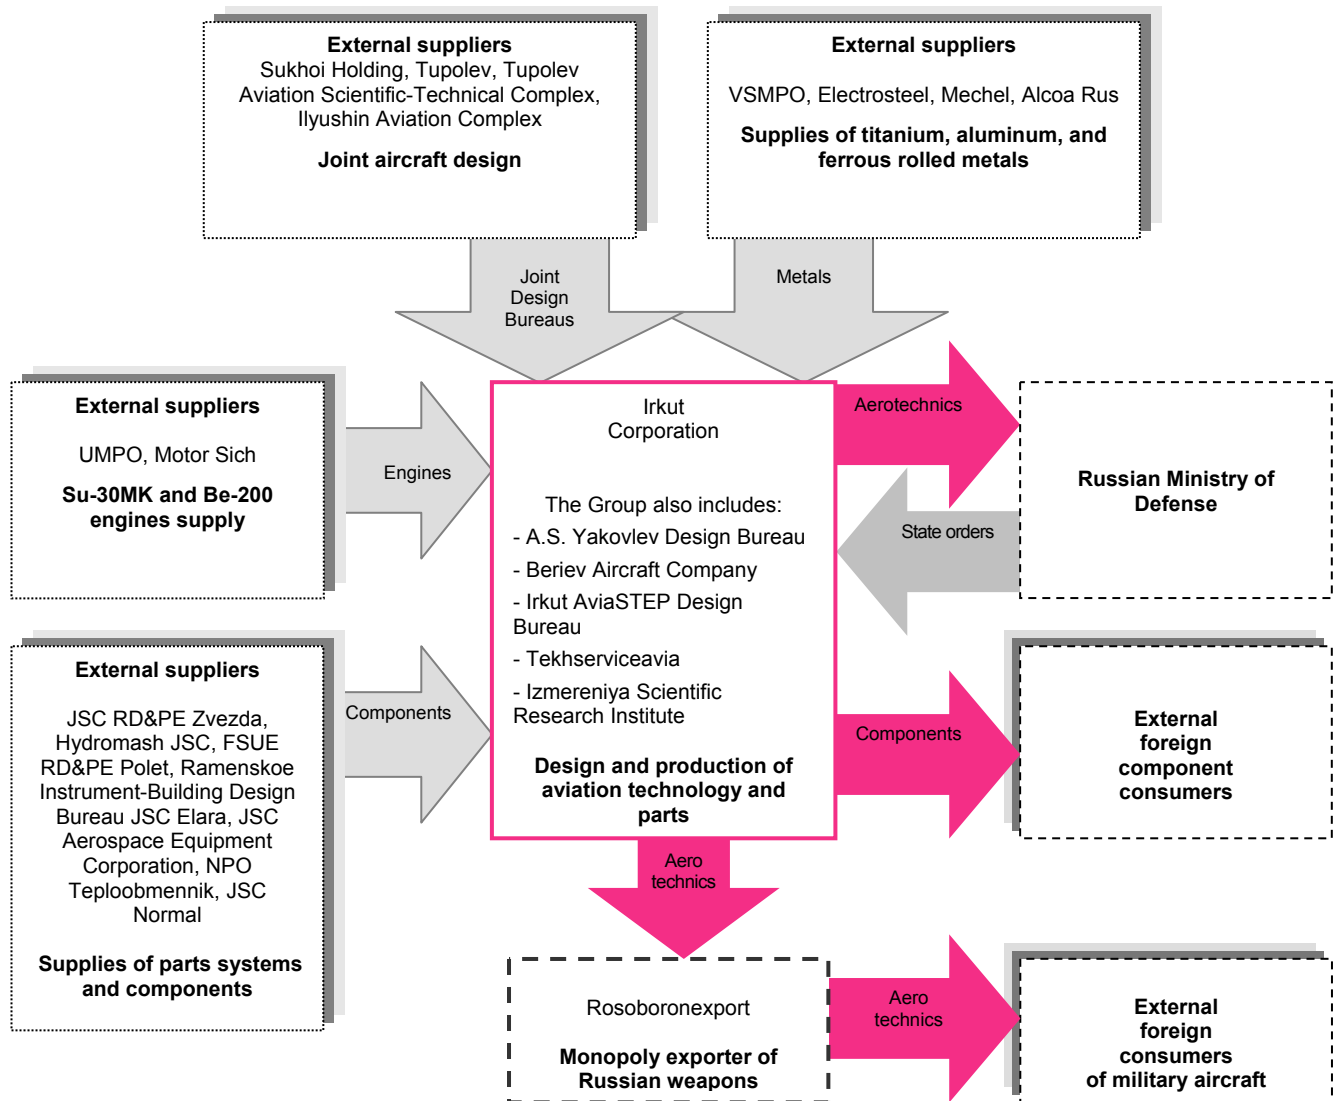 External suppliers
Sukhoi Holding, Tupolev, Tupolev
Aviation Scientific-Technical Complex,
Ilyushin Aviation Complex
Joint aircraft design
External suppliers
VSMPO, Electrosteel, Mechel, Alcoa Rus
Supplies of titanium, aluminum, and
ferrous rolled metals
Joint
Design
Bureaus
Metals
External suppliers
UMPO, Motor Sich
Su-30MK and Be-200
engines supply
Engines
Irkut
Corporation
The Group also includes:
- A.S. Yakovlev Design Bureau
- Beriev Aircraft Company
- Irkut AviaSTEP Design
Bureau
- Tekhserviceavia
- Izmereniya Scientific
Research Institute
Design and production of
aviation technology and
parts
Aerotechnics
State orders
Russian Ministry of
Defense
External suppliers
JSC RD&PE Zvezda,
Hydromash JSC, FSUE
RD&PE Polet, Ramenskoe
Instrument-Building Design
Bureau JSC Elara, JSC
Aerospace Equipment
Corporation, NPO
Teploobmennik, JSC
Normal
Supplies of parts systems
and components
Components
Components
External
foreign
component
consumers
Aero
technics
Rosoboronexport
Monopoly exporter of
Russian weapons
Aero
technics
External
foreign
consumers
of military aircraft